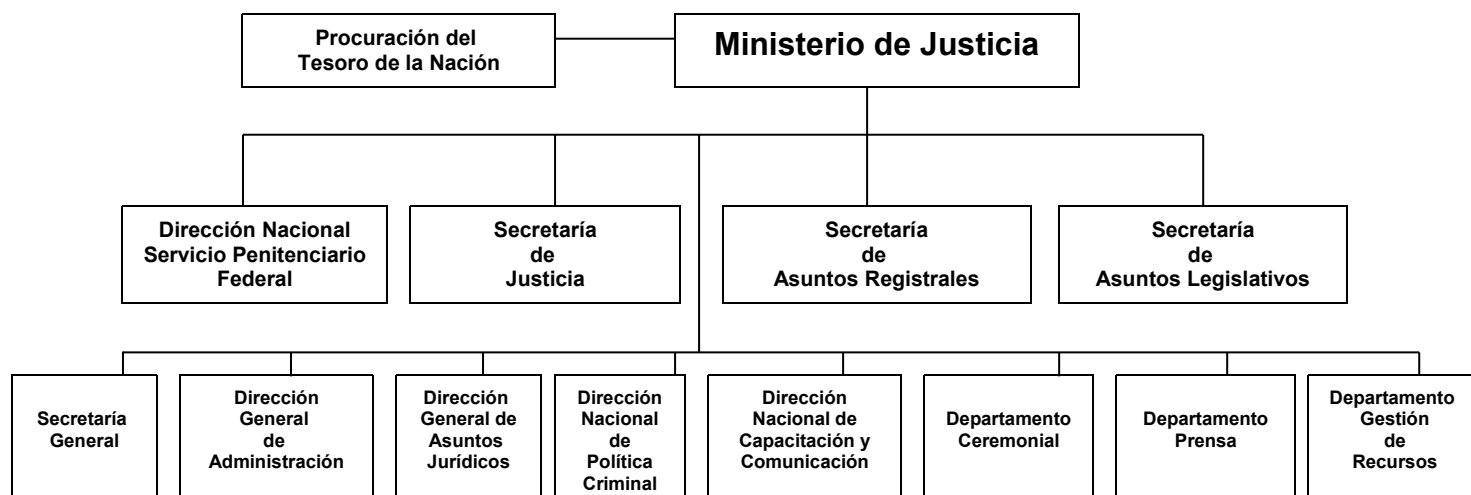 Procuración del
Tesoro de la Nación
Ministerio de Justicia
Dirección Nacional
Servicio Penitenciario
Federal
Secretaría
de
Justicia
Secretaría
de
Asuntos Registrales
Secretaría
de
Asuntos Legislativos
Secretaría
General
Dirección
General
de
Administración
Dirección
General de
Asuntos
Jurídicos
Dirección
Nacional
de
Política
Criminal
Dirección
Nacional de
Capacitación y
Comunicación
Departamento
Ceremonial
Departamento
Prensa
Departamento
Gestión
de
Recursos